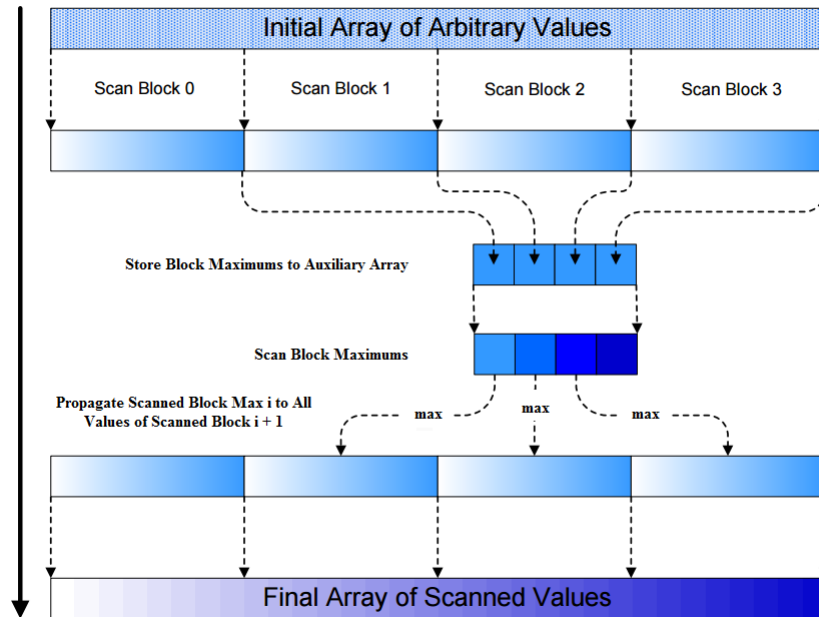 Initial Array of Arbitrary Values
Scan Block 0
Scan Block 1
Scan Block 2
Scan Block 3
Store Block Maximums to Auxiliary Array
Scan Block Maximums
Propagate Scanned Block Max i to All
Values of Scanned Block i + 1
max
max
max
Final Array of Scanned Values